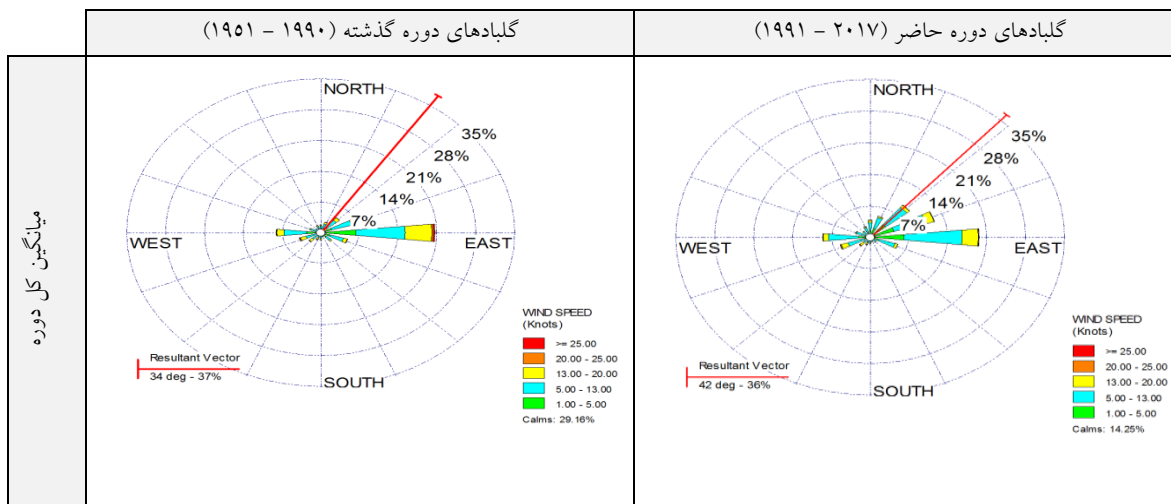 گلبادهای دوره گذشته (۱۹۹۰ - ۱۹۵۱)
گلبادهای دوره حاضر (۲۰۱۷ - ۱۹۹۱)
میانگین کل دوره
NORTH
35%
28%
21%
14%
7%
WEST
EAST
SOUTH
WIND SPEED
(Knots)
>= 25.00
20.00 - 25.00
13.00 - 20.00
5.00 - 13.00
1.00 - 5.00
Calms: 29.16%
Resultant Vector
34 deg - 37%
NORTH
35%
28%
21%
14%
7%
WEST
EAST
SOUTH
WIND SPEED
(Knots)
>= 25.00
20.00 - 25.00
13.00 - 20.00
5.00 - 13.00
1.00 - 5.00
Calms: 14.25%
Resultant Vector
42 deg - 36%